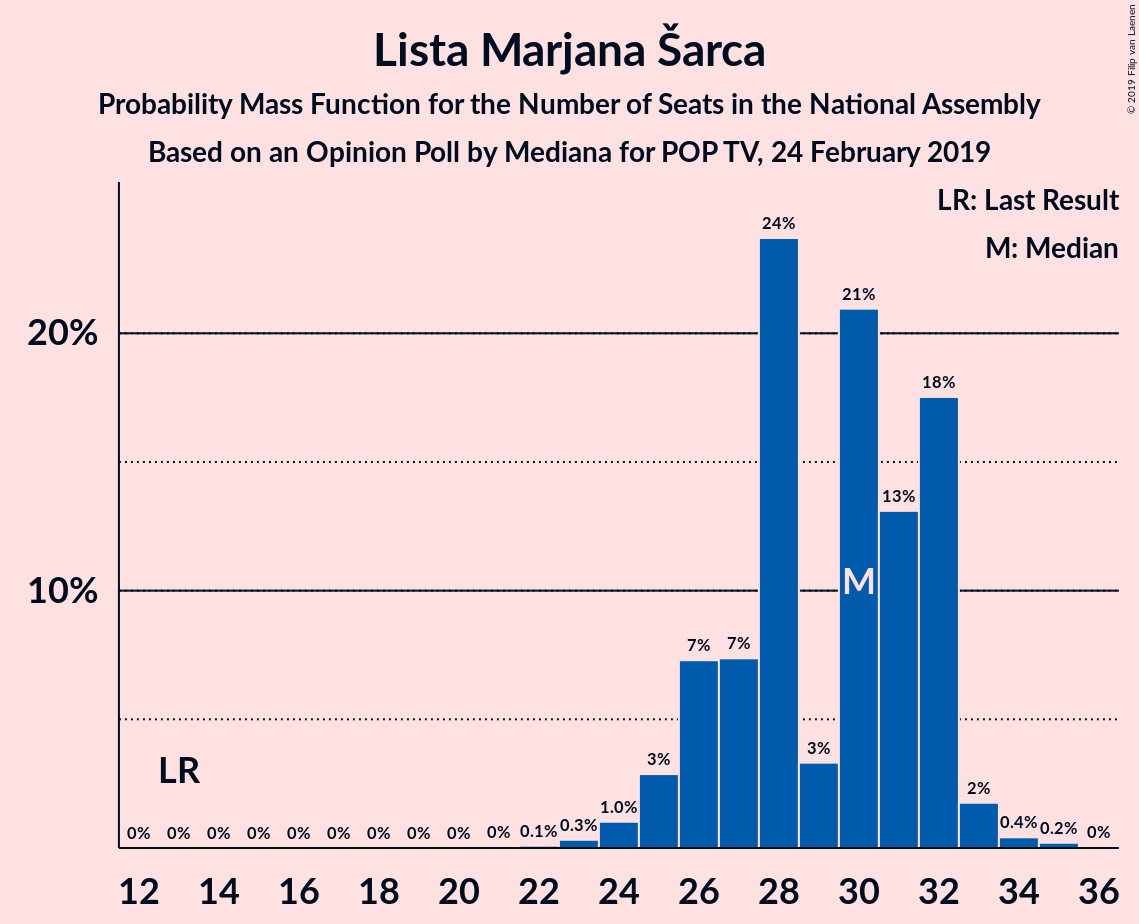 Lista Marjana Šarca
Probability Mass Function for the Number of Seats in the National Assembly
Based on an Opinion Poll by Mediana for POP TV, 24 February 2019
© 2019 Filip van Laenen
LR: Last Result
M: Median
20%
10%
24%
21%
18%
13%
7% 7%
3% 3%
2%
1.0%
0% 0% 0% 0% 0% 0% 0% 0% 0% 0% 0.1% 0.3% 0.4% 0.2% 0%
LR
M
12 14 16 18 20 22 24 26 28 30 32 34 36